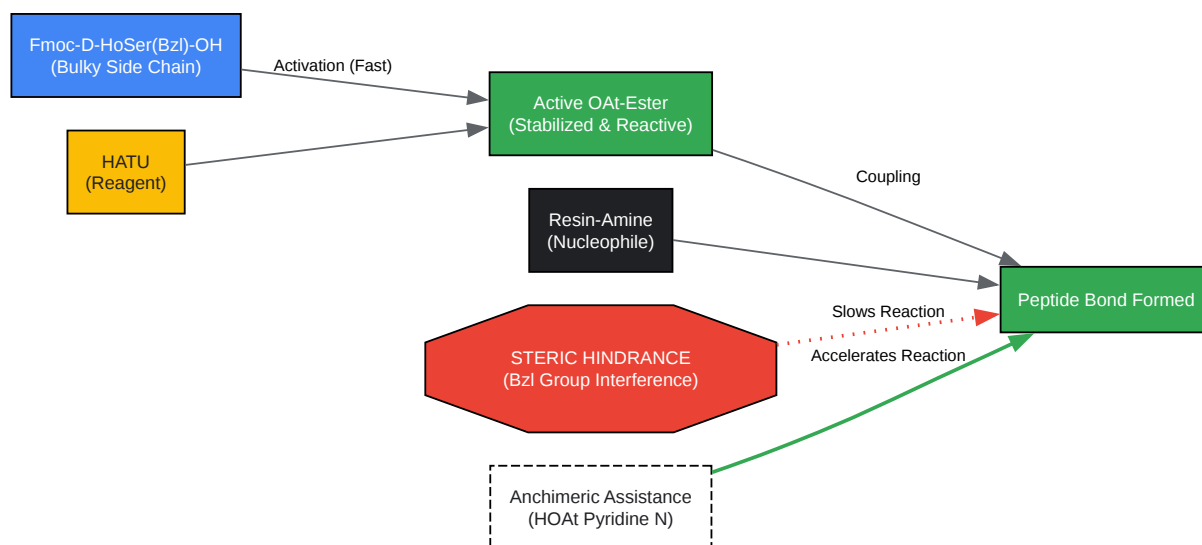 Fmoc-D-HoSer(Bzl)-OH
(Bulky Side Chain)
Activation (Fast)
HATU
(Reagent)
Active OAt-Ester
(Stabilized & Reactive)
Coupling
Resin-Amine
(Nucleophile)
Peptide Bond Formed
Slows Reaction
Accelerates Reaction
STERIC HINDRANCE
(Bzl Group Interference)
Anchimeric Assistance
(HOAt Pyridine N)